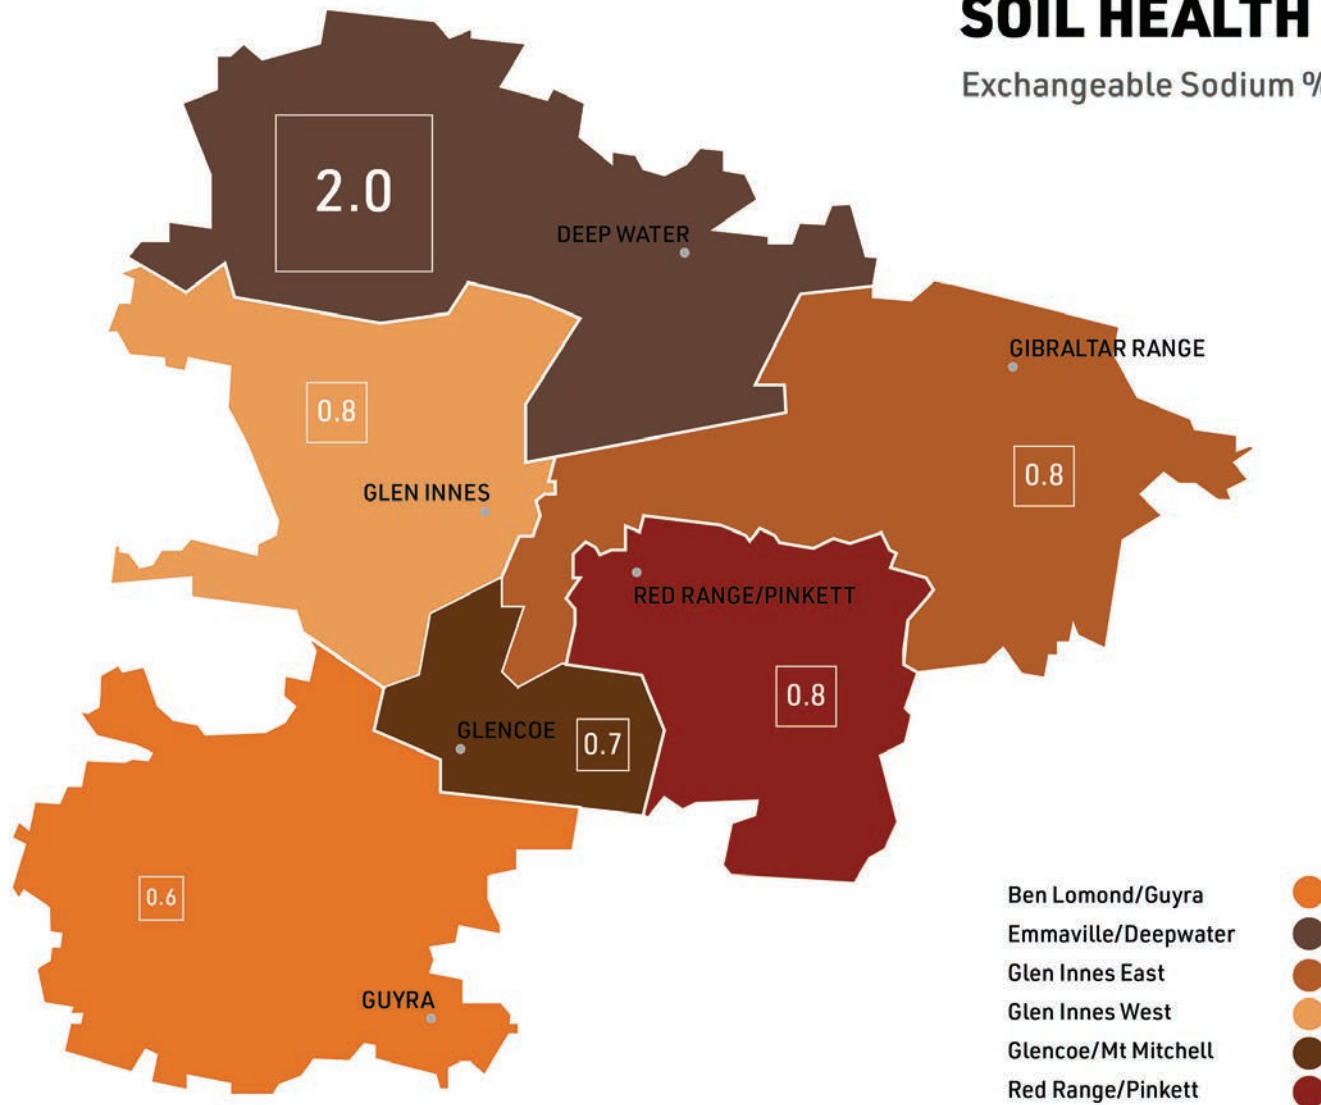 SOIL HEALTH
Exchangeable Sodium %
2.0
DEEP WATER
GIBRALTAR RANGE
0.8
0.8
GLEN INNES
RED RANGE/PINKETT
0.8
GLENCOE
0.7
0.6
GUYRA
Ben Lomond/Guyra
Emmaville/Deepwater
Glen Innes East
Glen Innes West
Glencoe/Mt Mitchell
Red Range/Pinkett